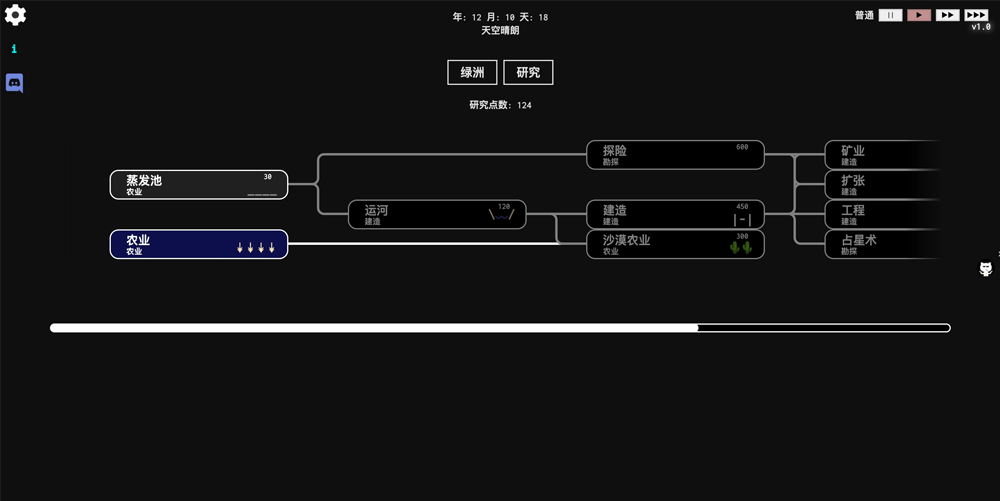 年: 12 月: 10 天: 18
天空晴朗
普通
v1.0
i
绿洲
研究
研究点数: 124
探险
600
勘探
矿业
建造
蒸发池
30
农业
扩张
建造
运河
120
建造
建造
450
建造
工程
建造
农业
农业
沙漠农业
300
农业
占星术
勘探